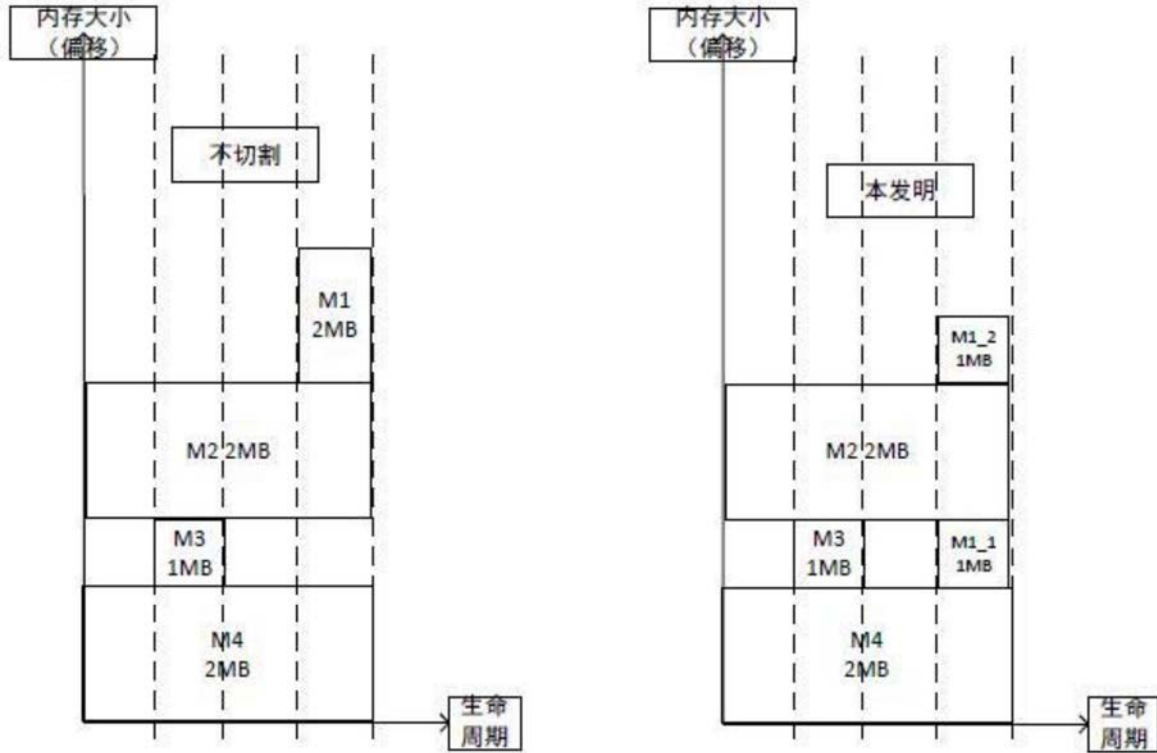 内存大小
（偏移）
不切割
M1
2MB
M2 2MB
M3
1MB
M4
2MB
生命
周期
内存大小
（偏移）
本发明
M1_2
1MB
M2 2MB
M3
1MB
M1_1
1MB
M4
2MB
生命
周期